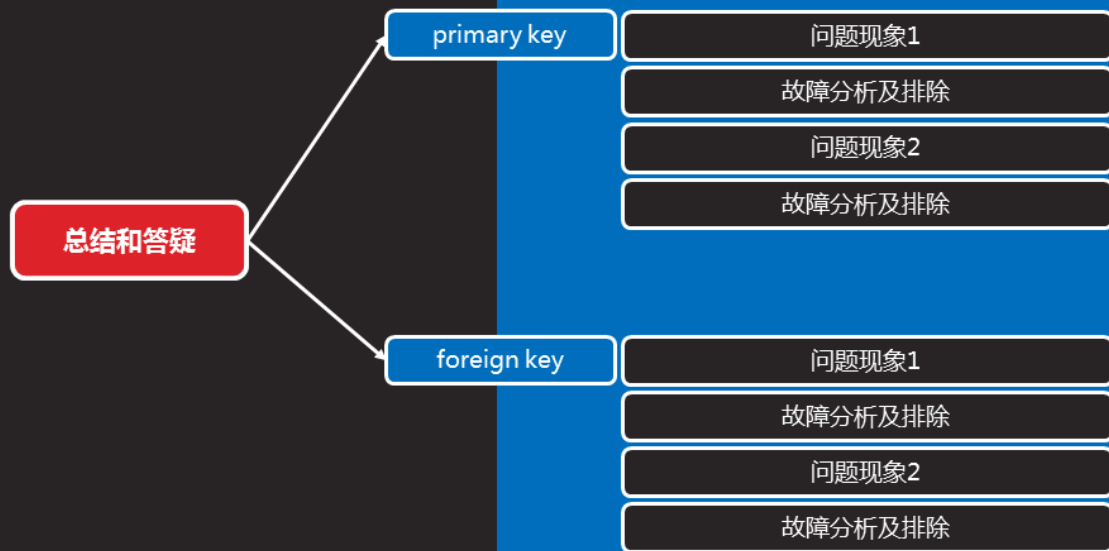 总结和答疑
primary key
问题现象1
故障分析及排除
问题现象2
故障分析及排除
foreign key
问题现象1
故障分析及排除
问题现象2
故障分析及排除